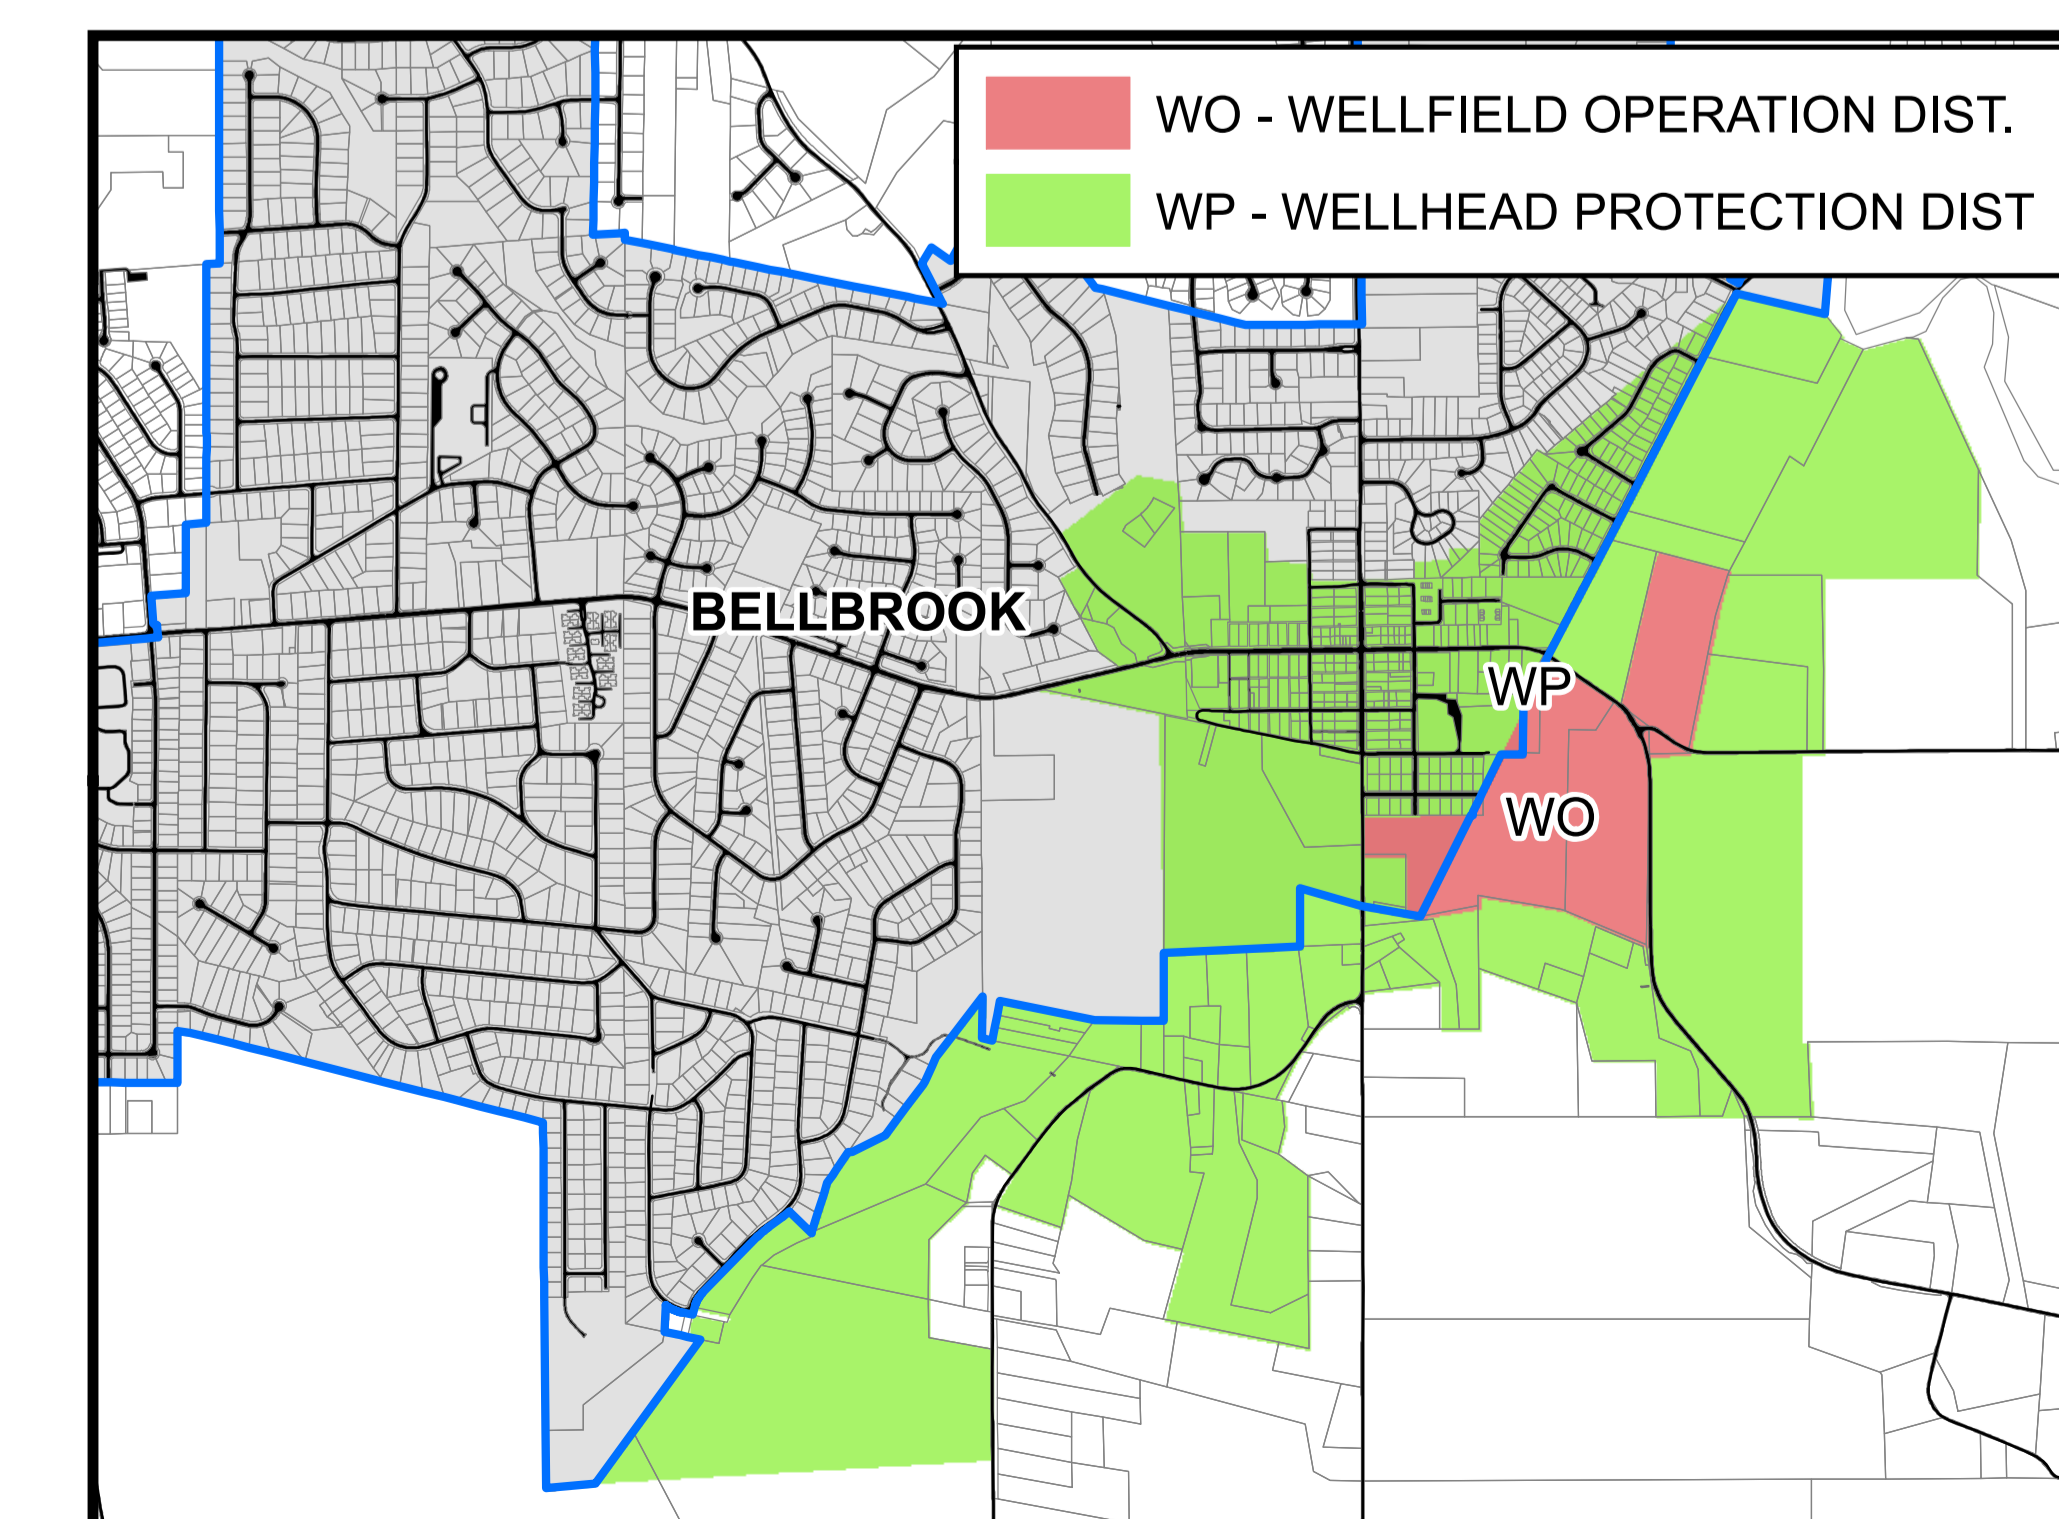 WO - WELLFIELD OPERATION DIST.
WP - WELLHEAD PROTECTION DIST
BELLBROOK
WP
WO